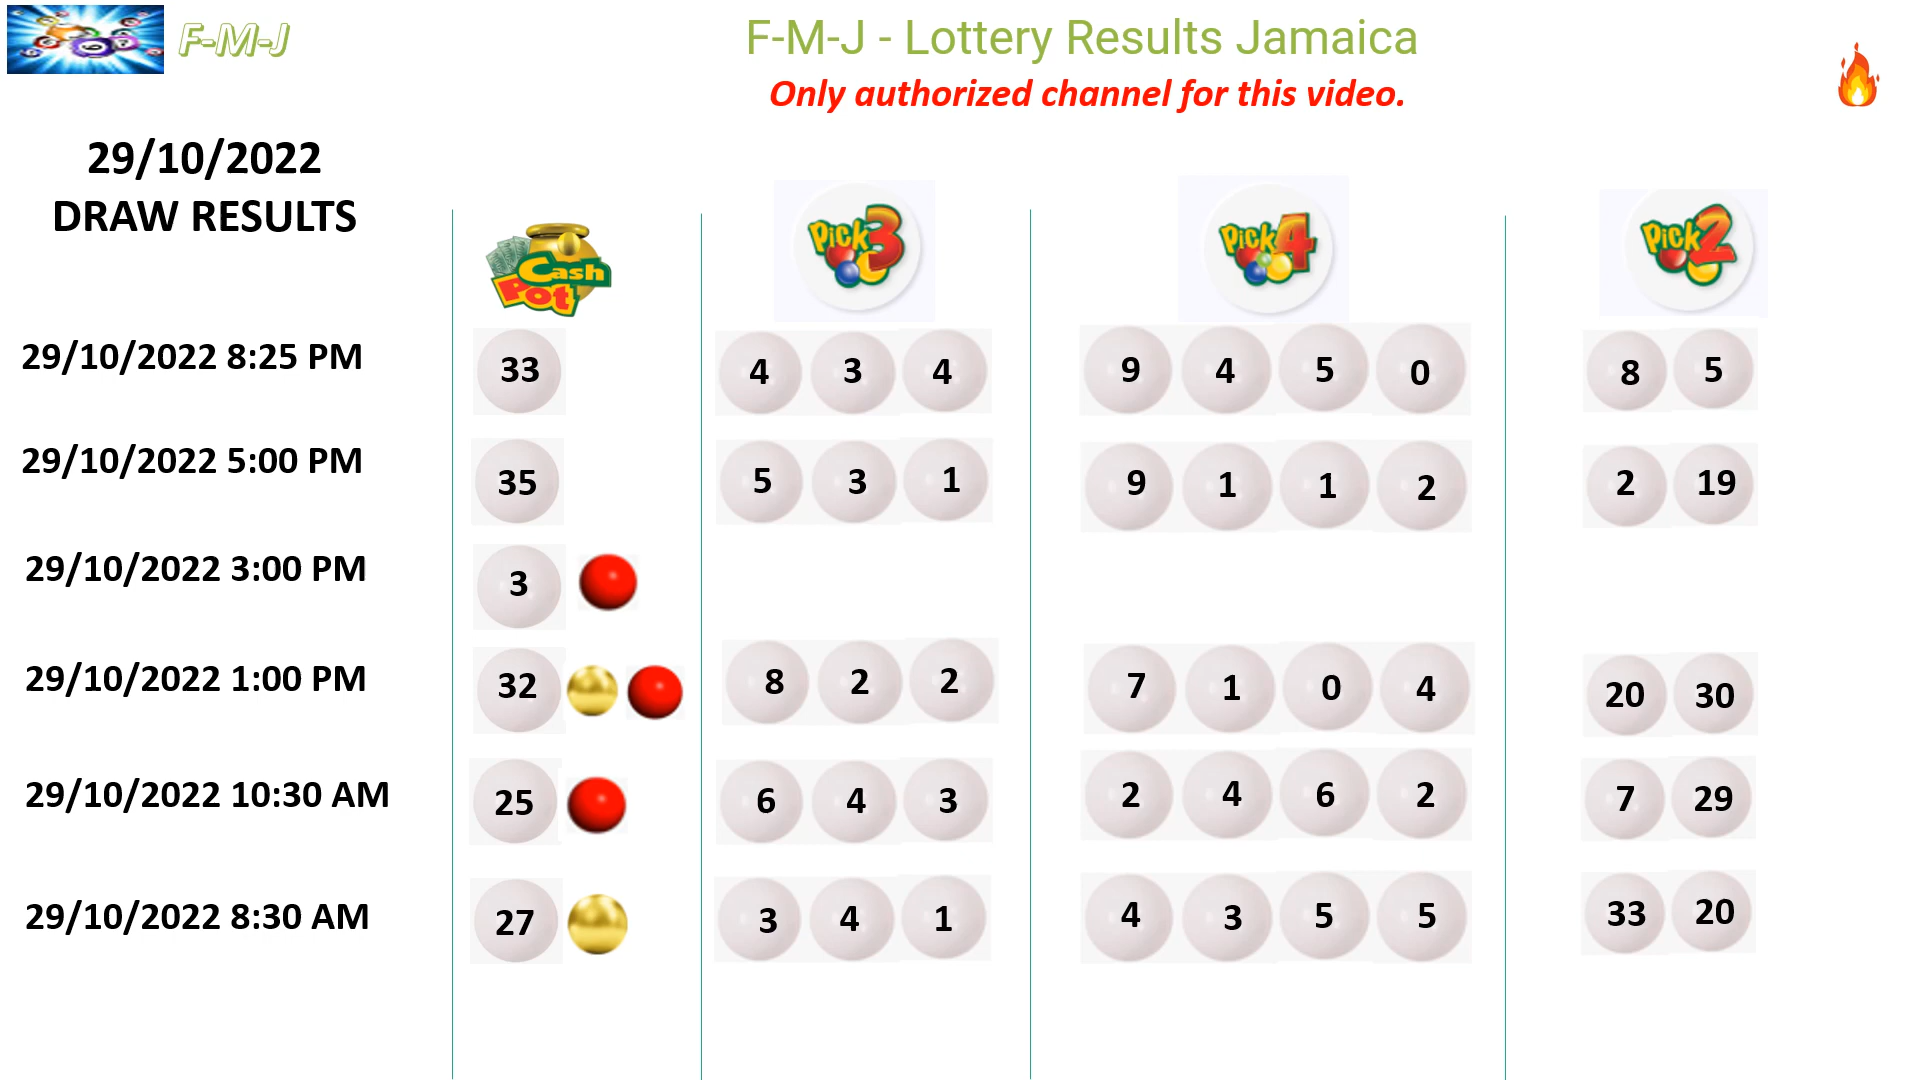 F-M-J
F-M-J - Lottery Results Jamaica
Only authorized channel for this video.
29/10/2022
DRAW RESULTS
Cash Pot
Pick 3
Pick 4
Pick 2
29/10/2022 8:25 PM 33 4 3 4 9 4 5 0 8 5
29/10/2022 5:00 PM 35 5 3 1 9 1 1 2 2 19
29/10/2022 3:00 PM 3
29/10/2022 1:00 PM 32 8 2 2 7 1 0 4 20 30
29/10/2022 10:30 AM 25 6 4 3 2 4 6 2 7 29
29/10/2022 8:30 AM 27 3 4 1 4 3 5 5 33 20